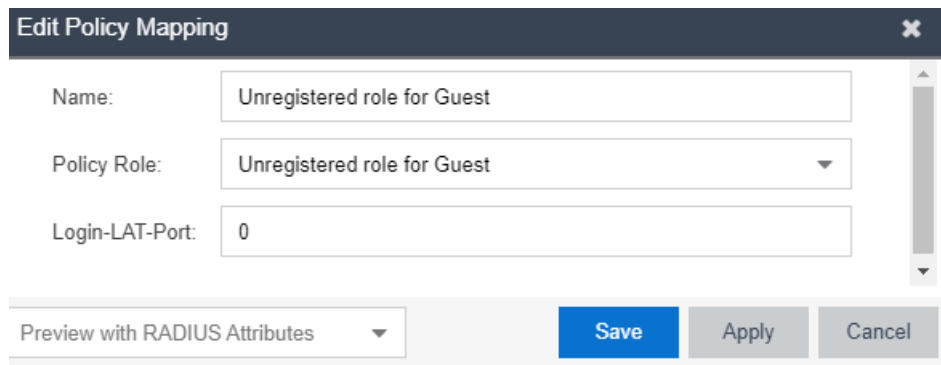 Edit Policy Mapping
Name: Unregistered role for Guest
Policy Role: Unregistered role for Guest
Login-LAT-Port: 0
Preview with RADIUS Attributes Save Apply Cancel